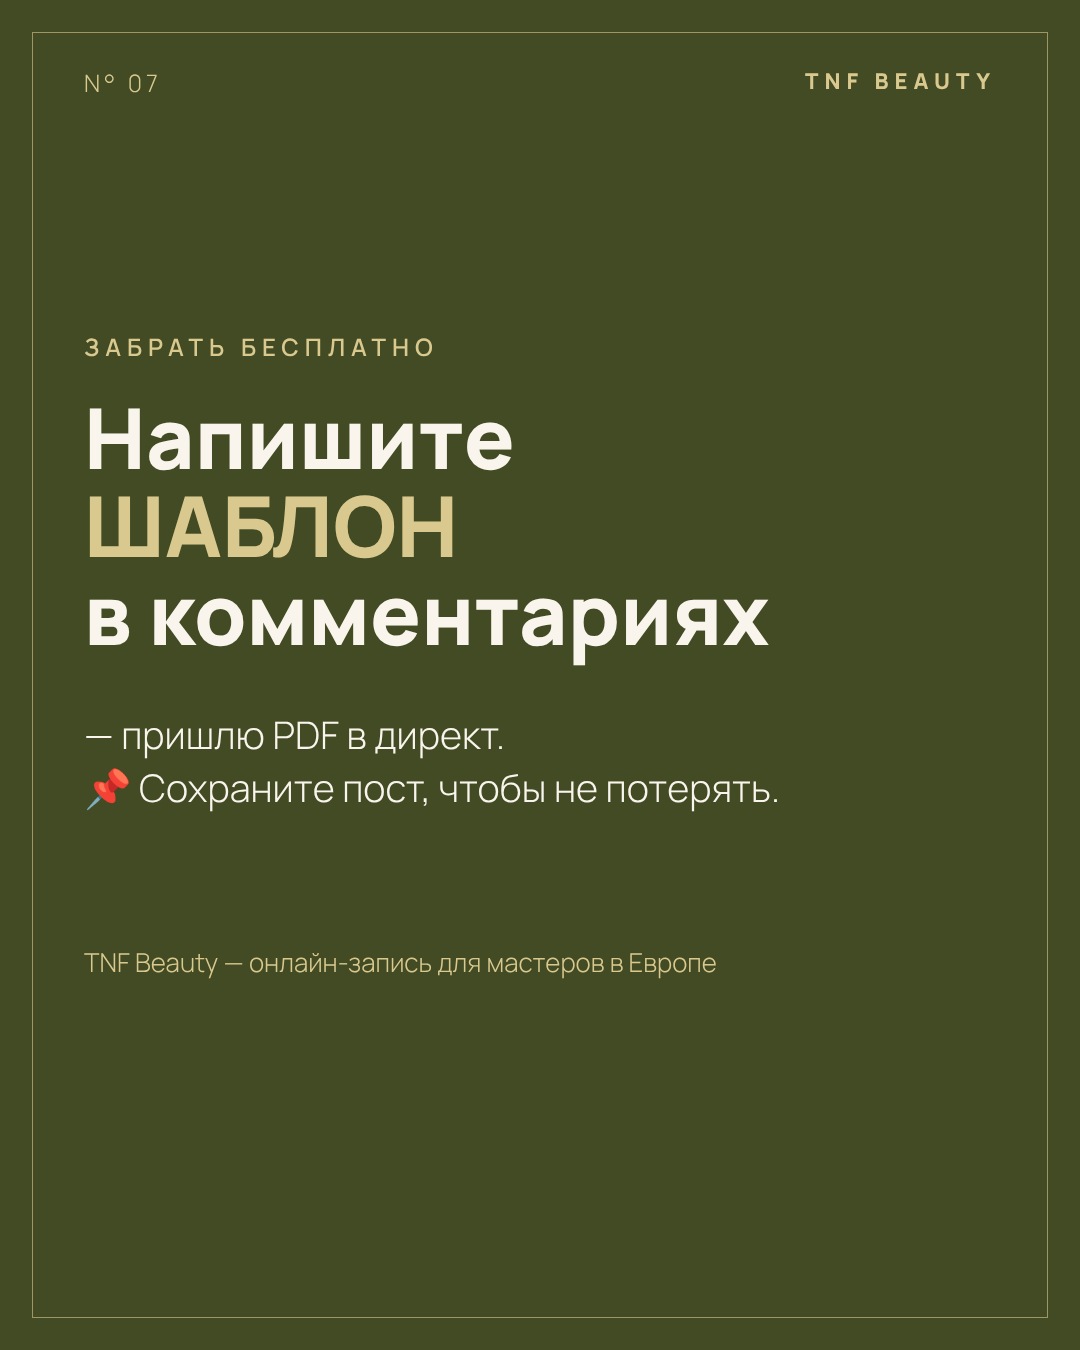 N° 07
TNF BEAUTY
ЗАБРАТЬ БЕСПЛАТНО
Напишите
ШАБЛОН
в комментариях
— пришлю PDF в директ.
📌 Сохраните пост, чтобы не потерять.
TNF Beauty — онлайн-запись для мастеров в Европе